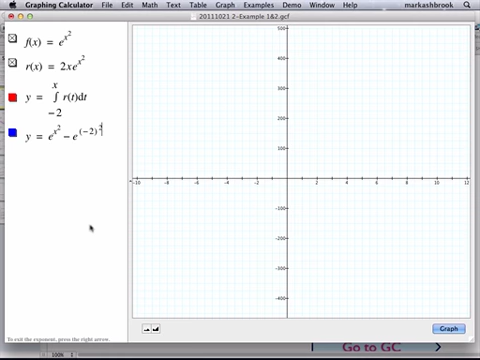 Graphing Calculator File Edit Math Text Table Graph Examples Demo Window Help markashbrook
20111021 2-Example 1&2.gcf
f(x) = e^{x^2}
r(x) = 2xe^{x^2}
y = ∫_{-2}^{x} r(t)dt
y = e^{x^2} − e^{(−2)^2}
500
400
300
200
100
-10 -8 -6 -4 -2 0 2 4 6 8 10 12
-100
-200
-300
-400
Graph
To exit the exponent, press the right arrow.
100%
Go to GC